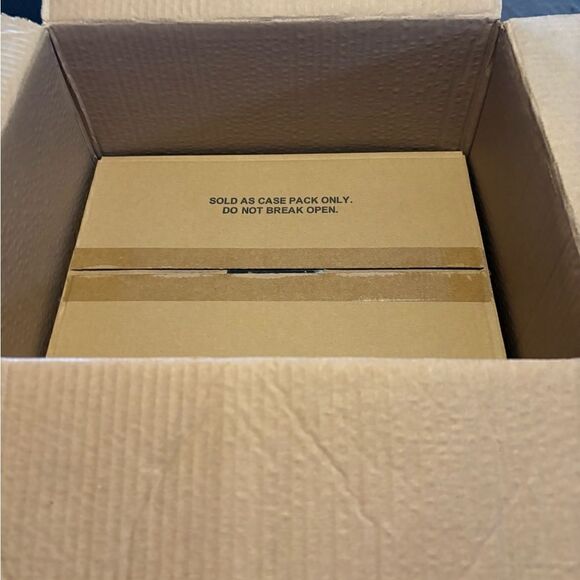 SOLD AS CASE PACK ONLY.
DO NOT BREAK OPEN.